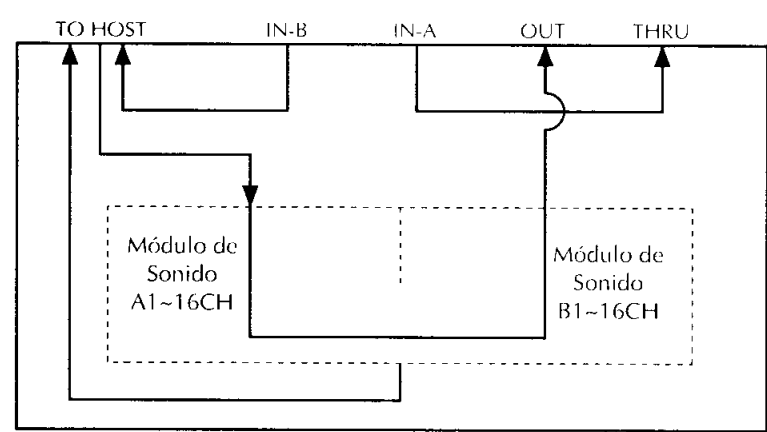 TO HOST IN-B IN-A OUT THRU
Módulo de
Sonido
A1~16CH
Módulo de
Sonido
B1~16CH